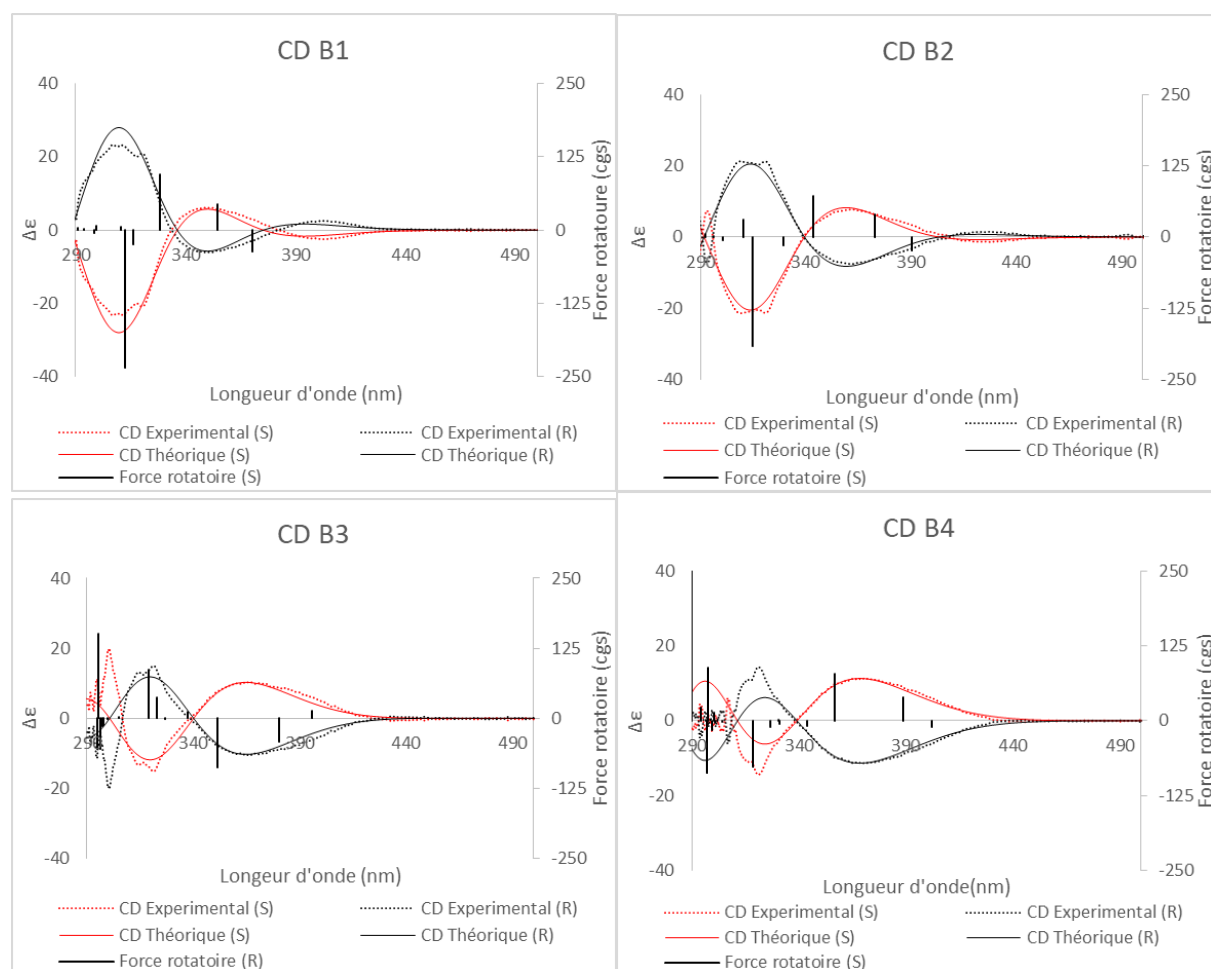 CD B1
40
20
0
-20
-40
Δε
290
340
390
440
490
250
125
0
-125
-250
Force rotatoure (cgs)
Longueur d'onde (nm)
CD Experimental (S)
CD Experimental (R)
CD Théorique (S)
CD Théorique (R)
Force rotatoire (S)
CD B2
40
20
0
-20
-40
Δε
290
340
390
440
490
250
125
0
-125
-250
Force rotatoire (cgs)
Longueur d'onde (nm)
CD Experimental (S)
CD Experimental (R)
CD Théorique (S)
CD Théorique (R)
Force rotatoire (S)
CD B3
40
20
0
-20
-40
Δε
290
340
390
440
490
250
125
0
-125
-250
Force rotatoire (cgs)
Longeur d'onde (nm)
CD Experimental (S)
CD Experimental (R)
CD Théorique (S)
CD Théorique (R)
Force rotatoire (R)
CD B4
40
20
0
-20
-40
Δε
290
340
390
440
490
250
125
0
-125
-250
Force rotatoire (cgs)
Longueur d'onde(nm)
CD Experimental (S)
CD Experimental (R)
CD Théorique (S)
CD Théorique (R)
Force rotatoire (S)